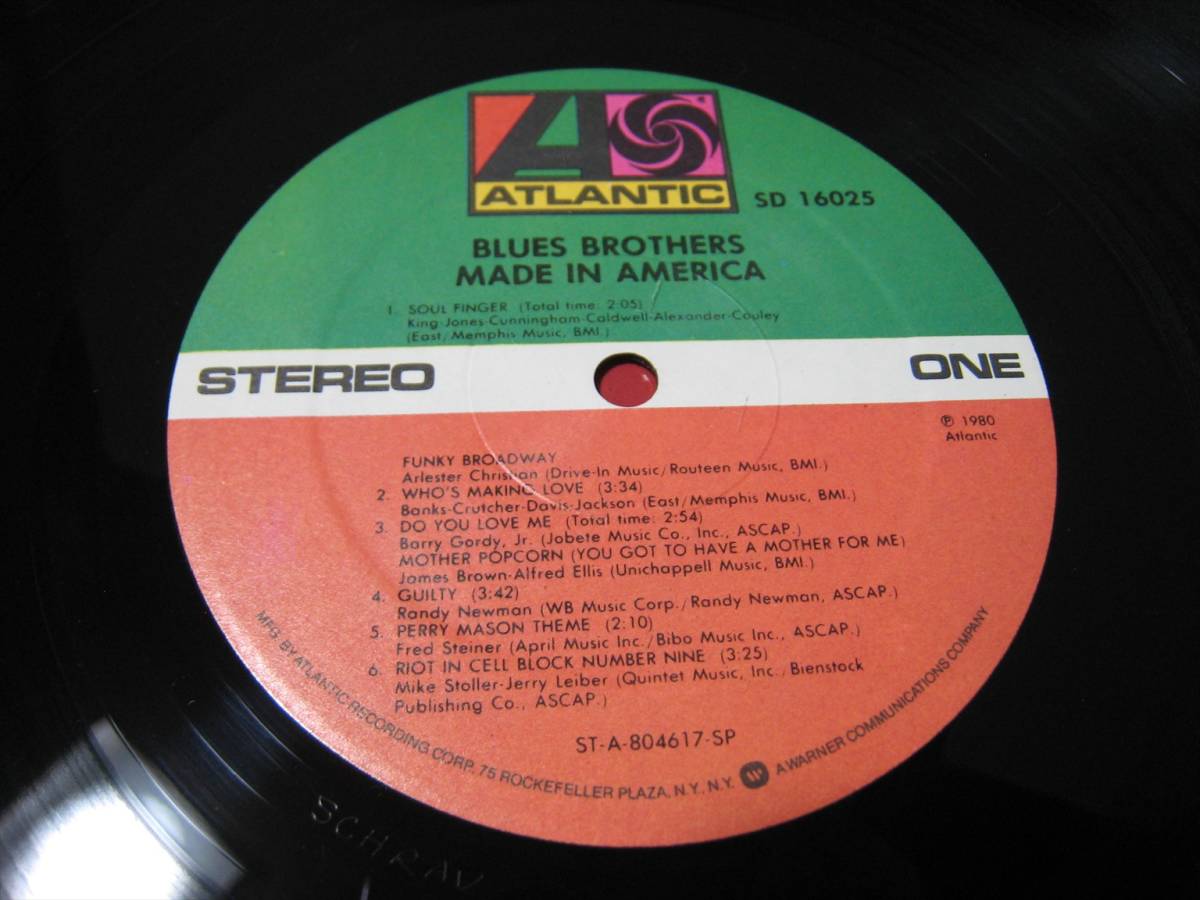 A
ATLANTIC
SD 16025
BLUES BROTHERS
MADE IN AMERICA
1. SOUL FINGER (Total time: 2:05)
King-Jones-Cunningham-Caldwell-Alexander-Cauley
(East/Memphis Music, BMI.)
STEREO
ONE
℗ 1980
Atlantic
FUNKY BROADWAY
Arlester Christian (Drive-In Music/Routeen Music, BMI.)
2. WHO'S MAKING LOVE (3:34)
Banks-Crutcher-Davis-Jackson (East/Memphis Music, BMI.)
3. DO YOU LOVE ME (Total time: 2:54)
Barry Gordy, Jr. (Jobete Music Co., Inc., ASCAP.)
MOTHER POPCORN (YOU GOT TO HAVE A MOTHER FOR ME)
James Brown-Alfred Ellis (Unichappell Music, BMI.)
4. GUILTY (3:42)
Randy Newman (WB Music Corp./Randy Newman, ASCAP.)
5. PERRY MASON THEME (2:10)
Fred Steiner (April Music Inc./Bibo Music Inc., ASCAP.)
6. RIOT IN CELL BLOCK NUMBER NINE (3:25)
Mike Stoller-Jerry Leiber (Quintet Music, Inc./Bienstock
Publishing Co., ASCAP.)
ST-A-804617-SP
MFG. BY ATLANTIC RECORDING CORP. 75 ROCKEFELLER PLAZA, N.Y. N.Y. W A WARNER COMMUNICATIONS COMPANY
SCHRAV